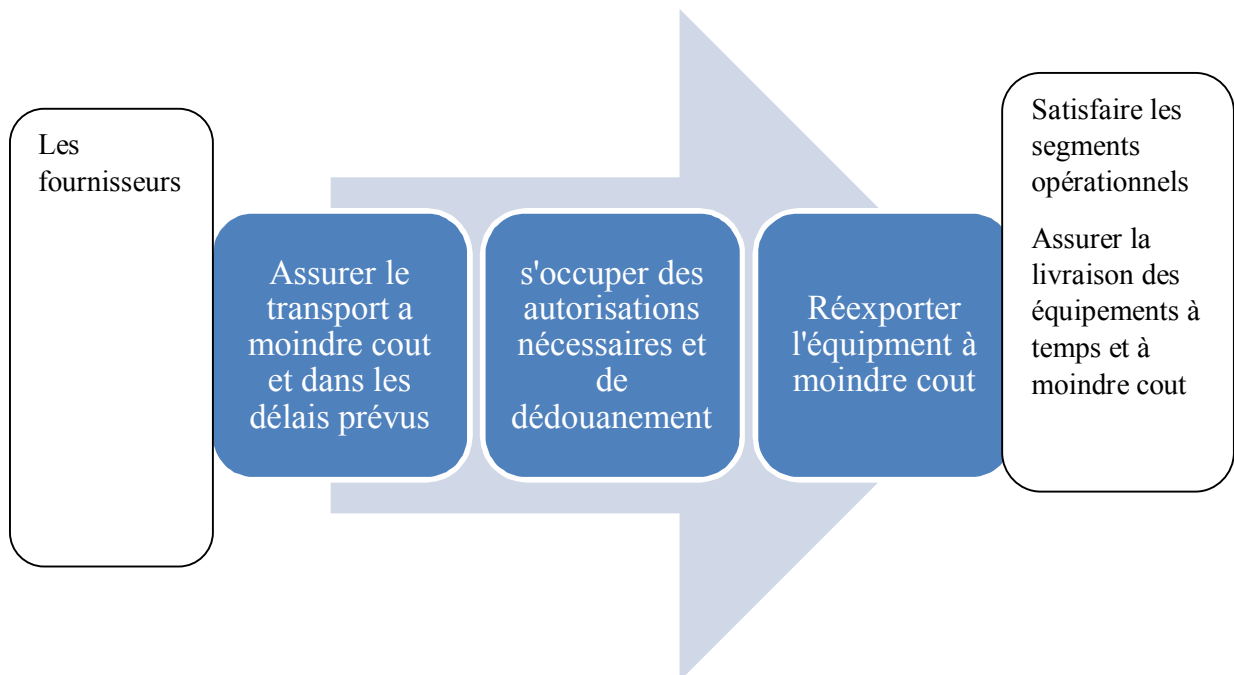 Les
fournisseurs
Assurer le
transport a
moindre cout
et dans les
délais prévus
s'occuper des
autorisations
nécessaires et
de
dédouanement
Réexporter
l'équipment à
moindre cout
Satisfaire les
segments
opérationnels
Assurer la
livraison des
équipements à
temps et à
moindre cout